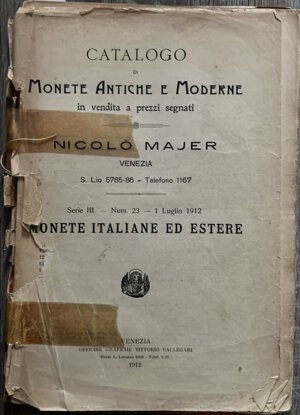 CATALOGO
DI
MONETE ANTICHE E MODERNE
in vendita a prezzi segnati
NICOLÒ MAJER
VENEZIA
S. Lio 5785-86 - Telefono 1167
Serie III. — Num. 23 — 1 Luglio 1912
MONETE ITALIANE ED ESTERE
VENEZIA
OFFICINE GRAFICHE VITTORIO CALLEGARI
1912